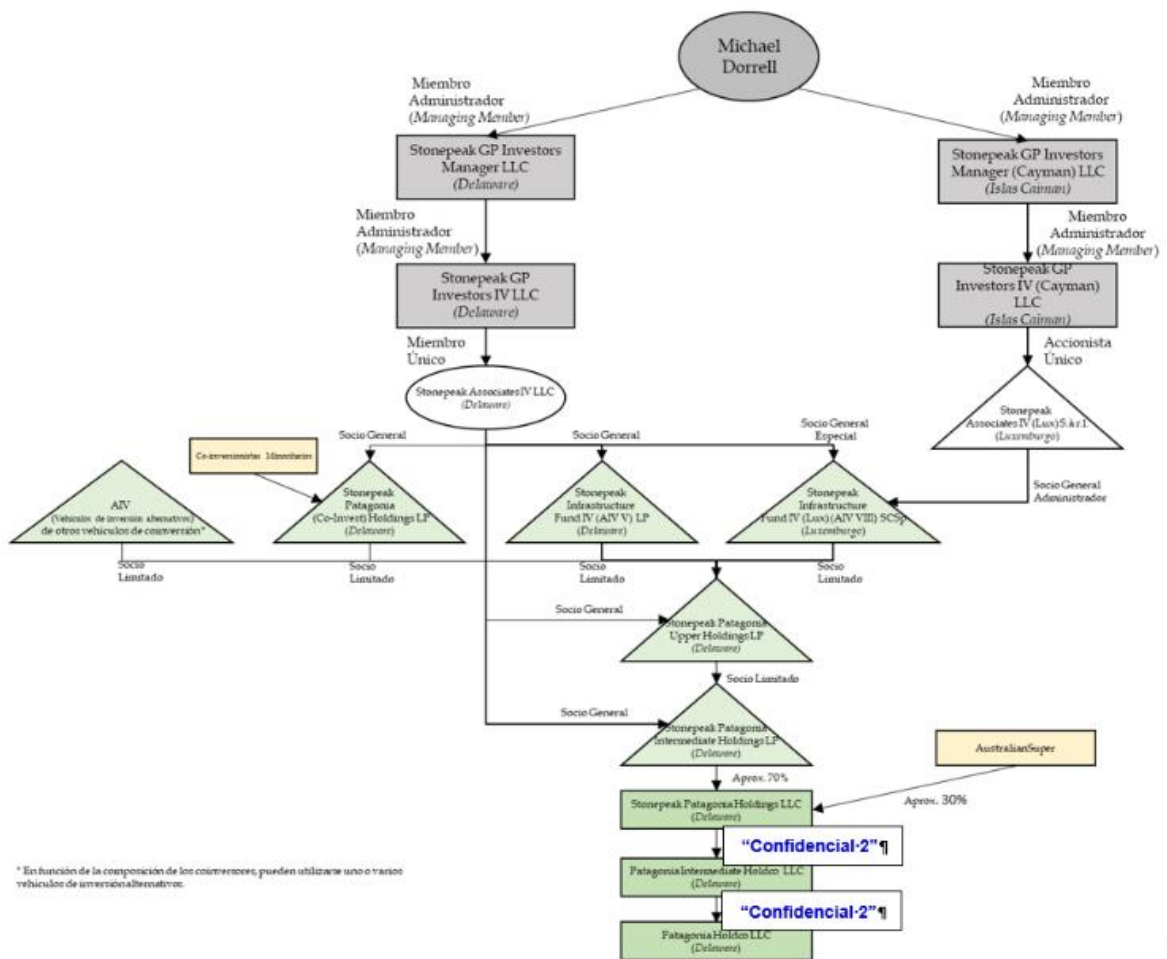 Michael
Dorrell
Miembro
Administrador
(Managing Member)
Miembro
Administrador
(Managing Member)
Stonepeak GP Investors
Manager LLC
(Delaware)
Stonepeak GP Investors
Manager (Cayman) LLC
(Islas Caiman)
Miembro
Administrador
(Managing Member)
Miembro
Administrador
(Managing Member)
Stonepeak GP
Investors IV LLC
(Delaware)
Stonepeak GP
Investors IV (Cayman)
LLC
(Islas Caiman)
Miembro
Único
Accionista
Único
Stonepeak Associates IV LLC
(Delaware)
Stonepeak
Associates IV (Lux) S.à r.l.
(Luxemburgo)
Socio General
Socio General
Socio General
Especial
Co-inversionistas Minoritarios
Socio General
Administrador
AIV
(Vehículos de inversión alternativos)
de otros vehículos de coinversión*
Stonepeak
Patagonia
(Co-Invest) Holdings LP
(Delaware)
Stonepeak
Infrastructure
Fund IV (AIV V) LP
(Delaware)
Stonepeak
Infrastructure
Fund IV (Lux) (AIV VIII) SCSp
(Luxemburgo)
Socio
Limitado
Socio
Limitado
Socio
Limitado
Socio
Limitado
Socio General
Stonepeak Patagonia
Upper Holdings LP
(Delaware)
Socio Limitado
Socio General
Stonepeak Patagonia
Intermediate Holdings LP
(Delaware)
AustralianSuper
Aprox. 70%
Aprox. 30%
Stonepeak Patagonia Holdings LLC
(Delaware)
“Confidencial·2”¶
Patagonia Intermediate Holdco LLC
(Delaware)
“Confidencial·2”¶
Patagonia Holdco LLC
(Delaware)
* En función de la composición de los coinversores, pueden utilizarse uno o varios
vehículos de inversión alternativos.